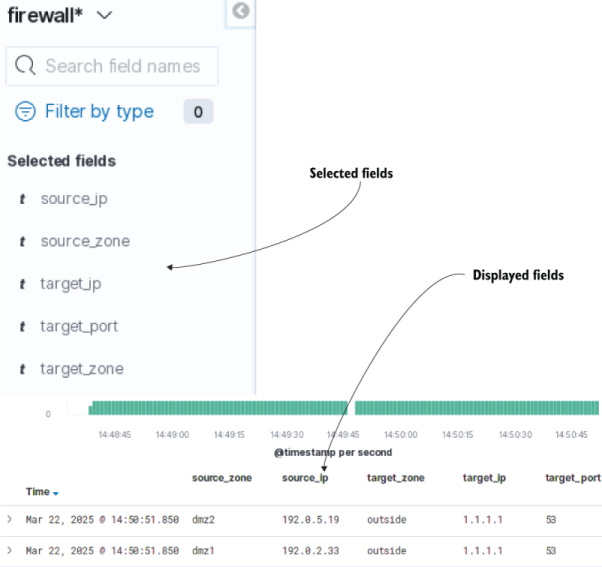 firewall*
Search field names
Filter by type 0
Selected fields
Selected fields
t source_ip
t source_zone
Displayed fields
t target_ip
t target_port
t target_zone
0
14:48:45 14:49:00 14:49:15 14:49:30 14:49:45 14:50:00 14:50:15 14:50:30 14:50:45
@timestamp per second
Time source_zone source_ip target_zone target_ip target_port
Mar 22, 2025 @ 14:50:51.850 dmz2 192.0.5.19 outside 1.1.1.1 53
Mar 22, 2025 @ 14:50:51.850 dmz1 192.0.2.33 outside 1.1.1.1 53